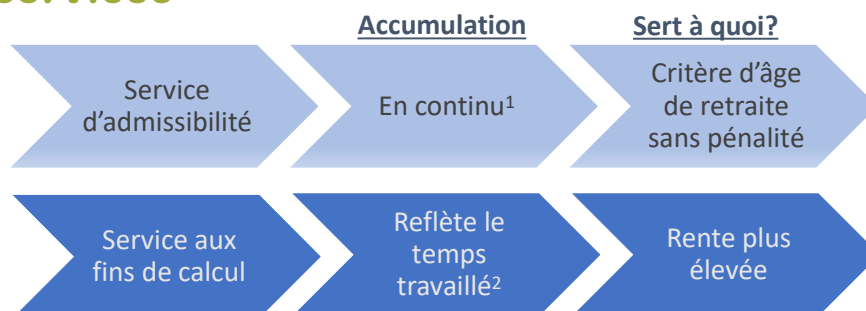 Accumulation
Sert à quoi?
Service
d'admissibilité
En continu¹
Critère d'âge
de retraite
sans pénalité
Service aux
fins de calcul
Reflète le
temps
travaillé²
Rente plus
élevée